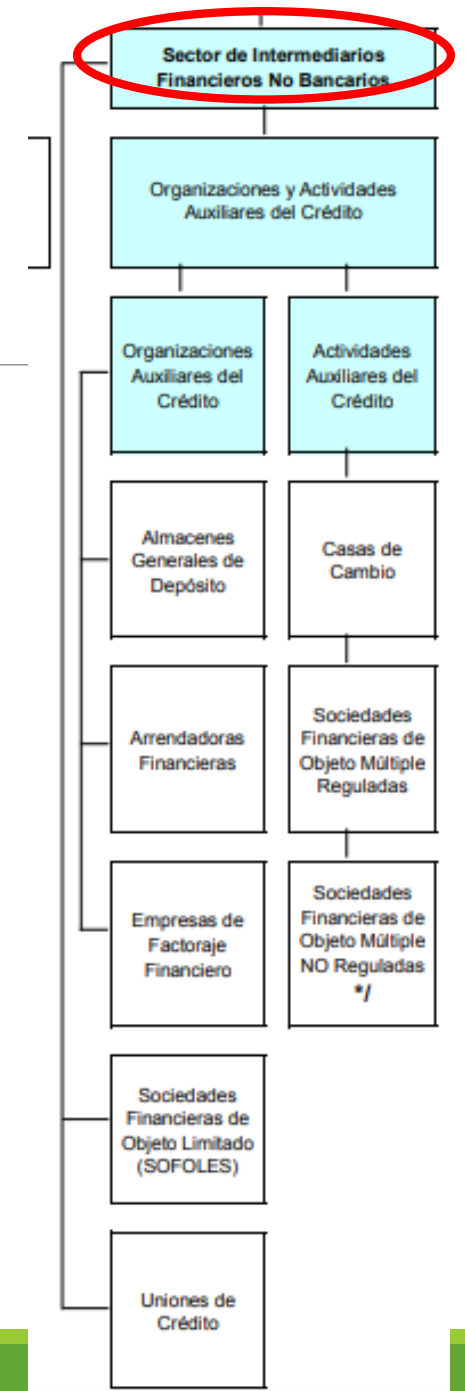 Sector de Intermediarios
Financieros No Bancarios
Organizaciones y Actividades
Auxiliares del Crédito
Organizaciones
Auxiliares del
Crédito
Actividades
Auxiliares del
Crédito
Almacenes
Generales de
Depósito
Casas de
Cambio
Arrendadoras
Financieras
Sociedades
Financieras de
Objeto Múltiple
Reguladas
Empresas de
Factoraje
Financiero
Sociedades
Financieras de
Objeto Múltiple
NO Reguladas
*/
Sociedades
Financieras de
Objeto Limitado
(SOFOLES)
Uniones de
Crédito